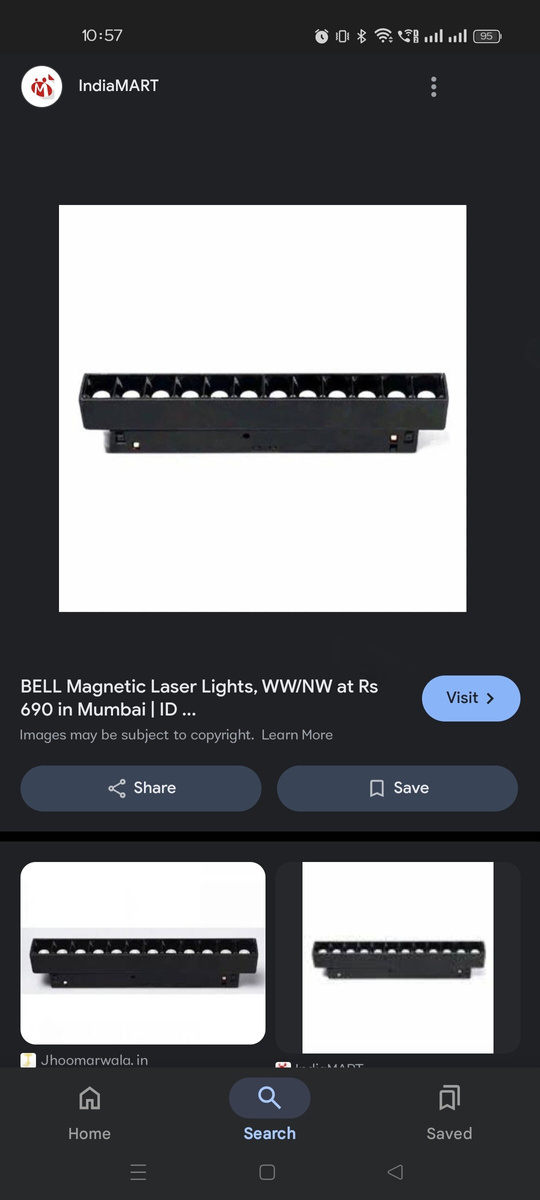 10:57
95
IndiaMART
BELL Magnetic Laser Lights, WW/NW at Rs
690 in Mumbai | ID ...
Visit
Images may be subject to copyright. Learn More
Share
Save
Jhoomarwala.in
IndiaMART
Home
Search
Saved